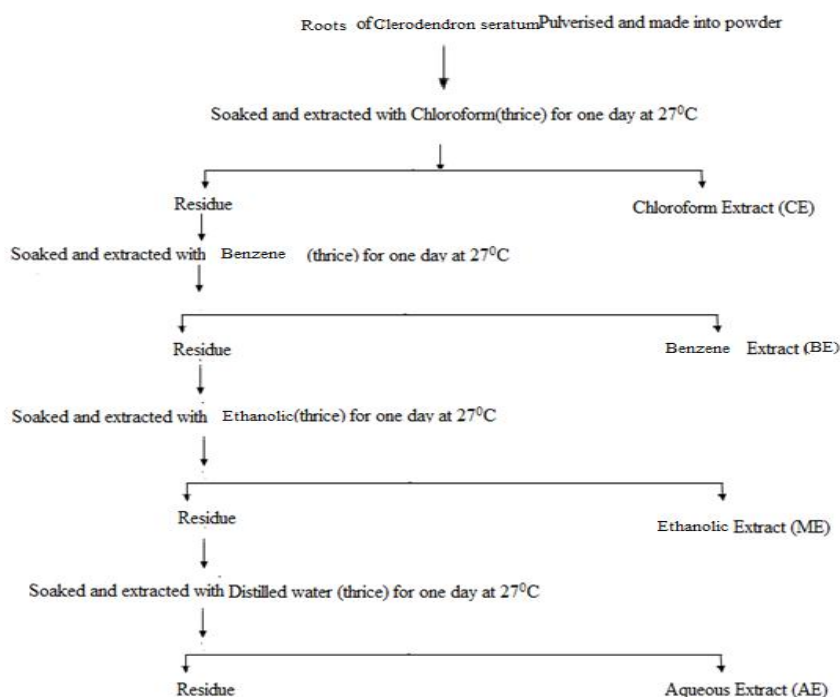 Roots of Clerodendron seratum Pulverised and made into powder
Soaked and extracted with Chloroform(thrice) for one day at 27⁰C
Residue Chloroform Extract (CE)
Soaked and extracted with Benzene (thrice) for one day at 27⁰C
Residue Benzene Extract (BE)
Soaked and extracted with Ethanolic(thrice) for one day at 27⁰C
Residue Ethanolic Extract (ME)
Soaked and extracted with Distilled water (thrice) for one day at 27⁰C
Residue Aqueous Extract (AE)